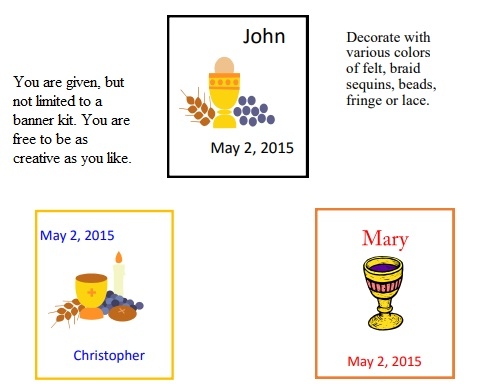 You are given, but
not limited to a
banner kit. You are
free to be as
creative as you like.
John
May 2, 2015
Decorate with
various colors
of felt, braid
sequins, beads,
fringe or lace.
May 2, 2015
Christopher
Mary
May 2, 2015